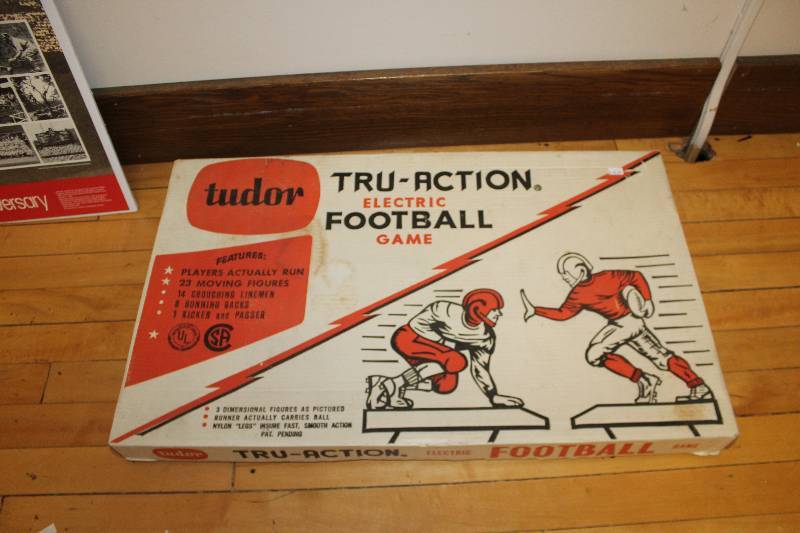 tudor
TRU-ACTION®
ELECTRIC
FOOTBALL
GAME
FEATURES:
PLAYERS ACTUALLY RUN
23 MOVING FIGURES
14 CROUCHING LINEMEN
8 RUNNING BACKS
1 KICKER and PASSER
UL
SA
3 DIMENSIONAL FIGURES AS PICTURED
RUNNER ACTUALLY CARRIES BALL
NYLON "LEGS" INSURE FAST, SMOOTH ACTION
PAT. PENDING
tudor TRU-ACTION® ELECTRIC FOOTBALL GAME
ersary